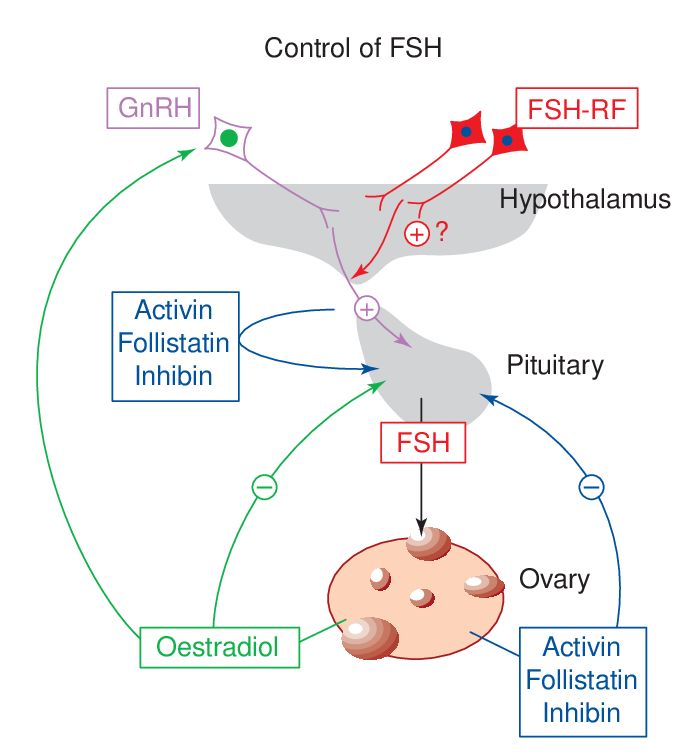 Control of FSH
GnRH
FSH-RF
Hypothalamus
+ ?
+
Activin
Follistatin
Inhibin
Pituitary
FSH
−
−
Ovary
Oestradiol
Activin
Follistatin
Inhibin